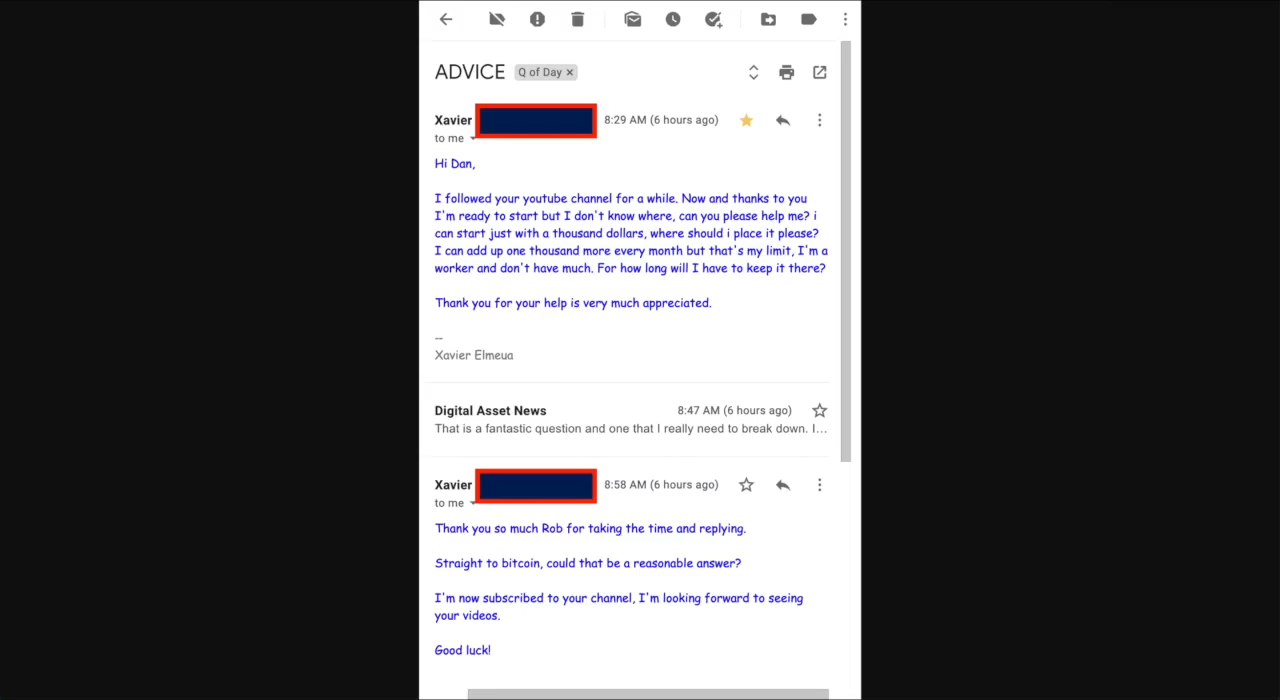 ADVICE Q of Day ×
Xavier 8:29 AM (6 hours ago)
to me
Hi Dan,
I followed your youtube channel for a while. Now and thanks to you
I'm ready to start but I don't know where, can you please help me? i
can start just with a thousand dollars, where should i place it please?
I can add up one thousand more every month but that's my limit, I'm a
worker and don't have much. For how long will I have to keep it there?
Thank you for your help is very much appreciated.
--
Xavier Elmeua
Digital Asset News 8:47 AM (6 hours ago)
That is a fantastic question and one that I really need to break down. I...
Xavier 8:58 AM (6 hours ago)
to me
Thank you so much Rob for taking the time and replying.
Straight to bitcoin, could that be a reasonable answer?
I'm now subscribed to your channel, I'm looking forward to seeing
your videos.
Good luck!